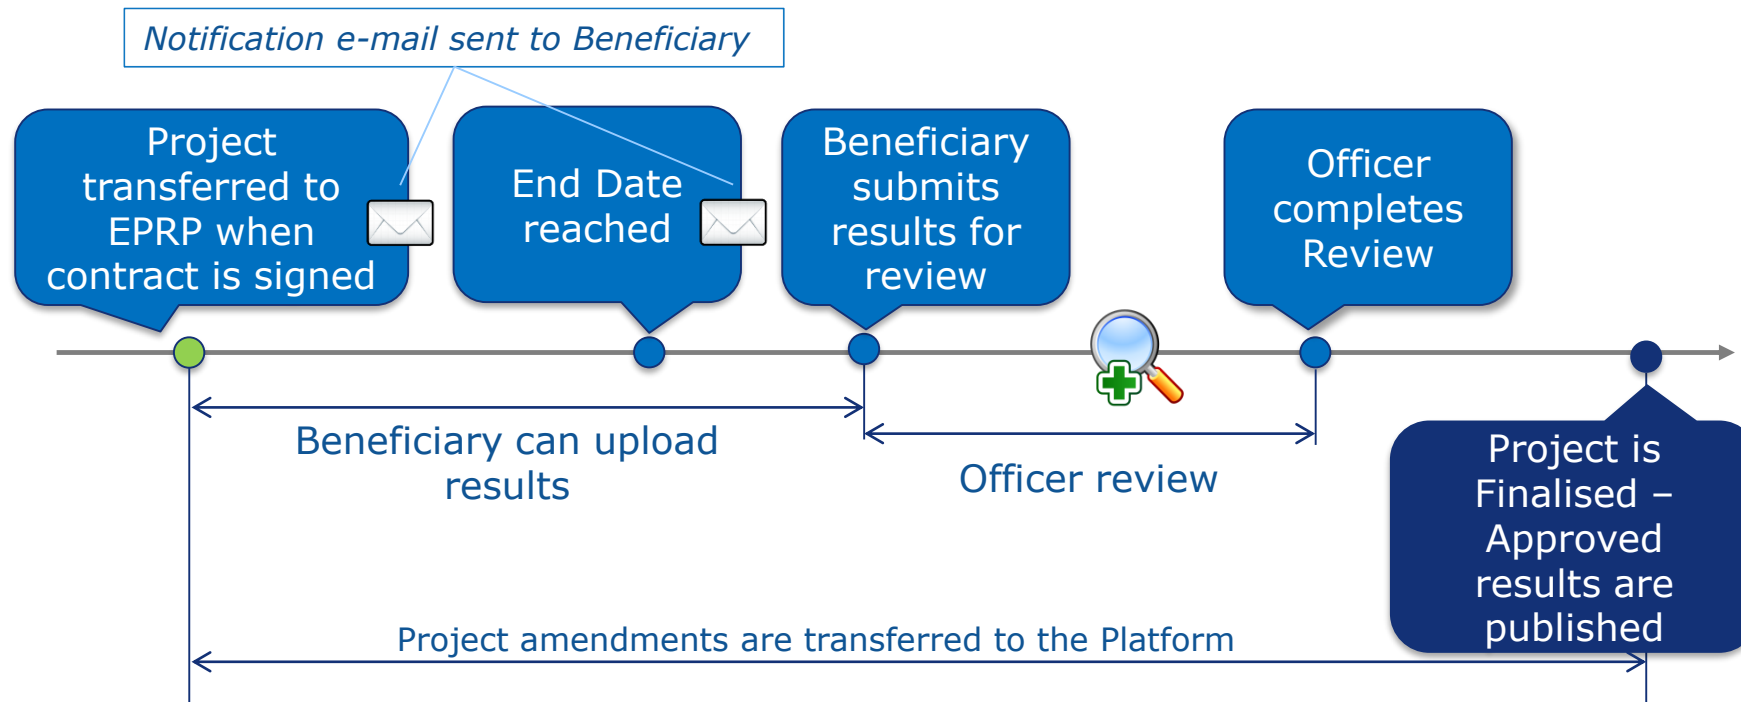 Notification e-mail sent to Beneficiary
Project
transferred to
EPRP when
contract is signed
End Date
reached
Beneficiary
submits
results for
review
Officer
completes
Review
Beneficiary can upload
results
Officer review
Project is
Finalised –
Approved
results are
published
Project amendments are transferred to the Platform